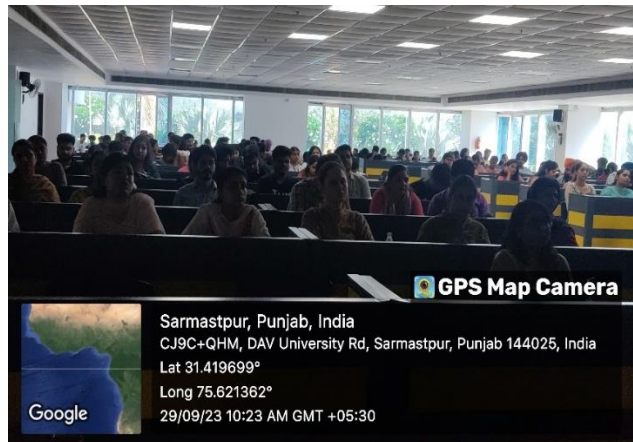 GPS Map Camera
Sarmastpur, Punjab, India
CJ9C+QHM, DAV University Rd, Sarmastpur, Punjab 144025, India
Lat 31.419699°
Long 75.621362°
29/09/23 10:23 AM GMT +05:30
Google